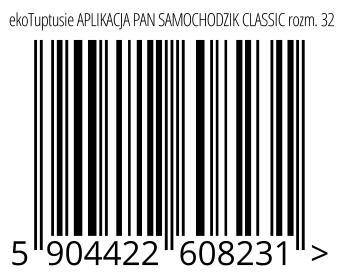 ekoTuptusie APLIKACJA PAN SAMOCHODZIK CLASSIC rozm. 32
5 904422 608231 >